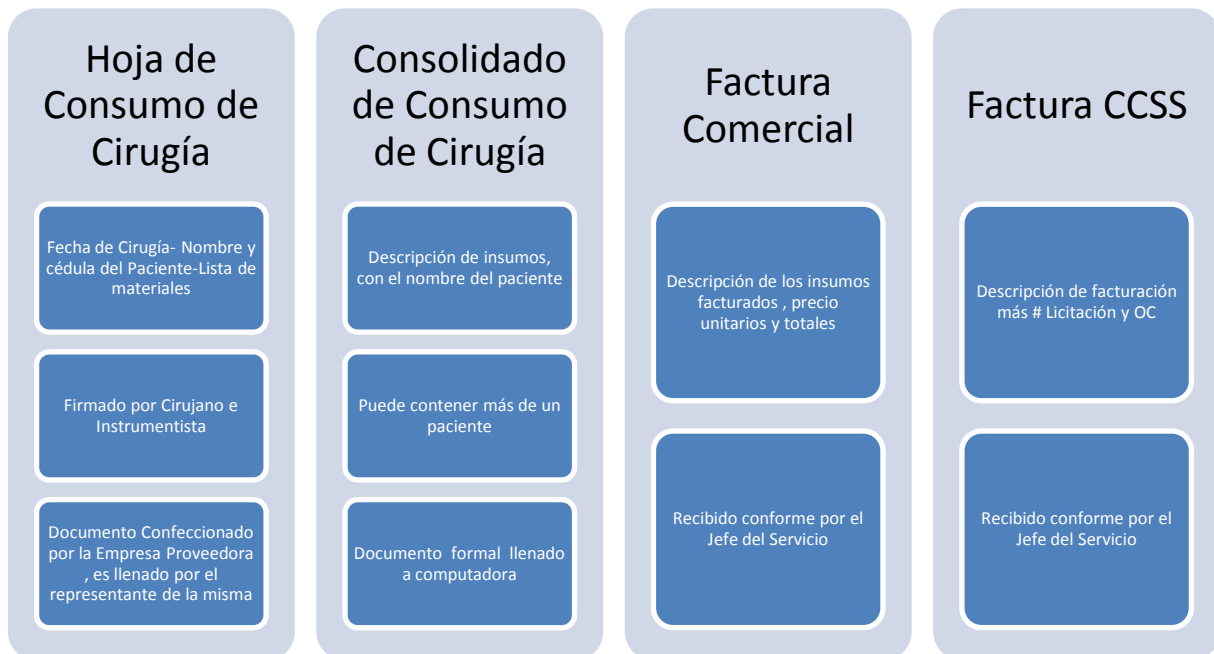 Hoja de
Consumo de
Cirugía
Fecha de Cirugía- Nombre y
cédula del Paciente-Lista de
materiales
Firmado por Cirujano e
Instrumentista
Documento Confeccionado
por la Empresa Proveedora
, es llenado por el
representante de la misma
Consolidado
de Consumo
de Cirugía
Descripción de insumos,
con el nombre del paciente
Puede contener más de un
paciente
Documento formal llenado
a computadora
Factura
Comercial
Descripción de los insumos
facturados , precio
unitarios y totales
Recibido conforme por el
Jefe del Servicio
Factura CCSS
Descripción de facturación
más # Licitación y OC
Recibido conforme por el
Jefe del Servicio